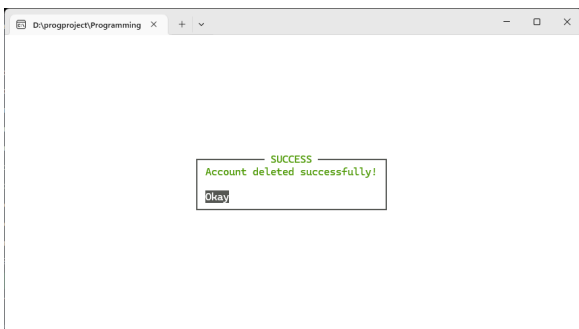 D:\progproject\Programming
SUCCESS
Account deleted successfully!
Okay